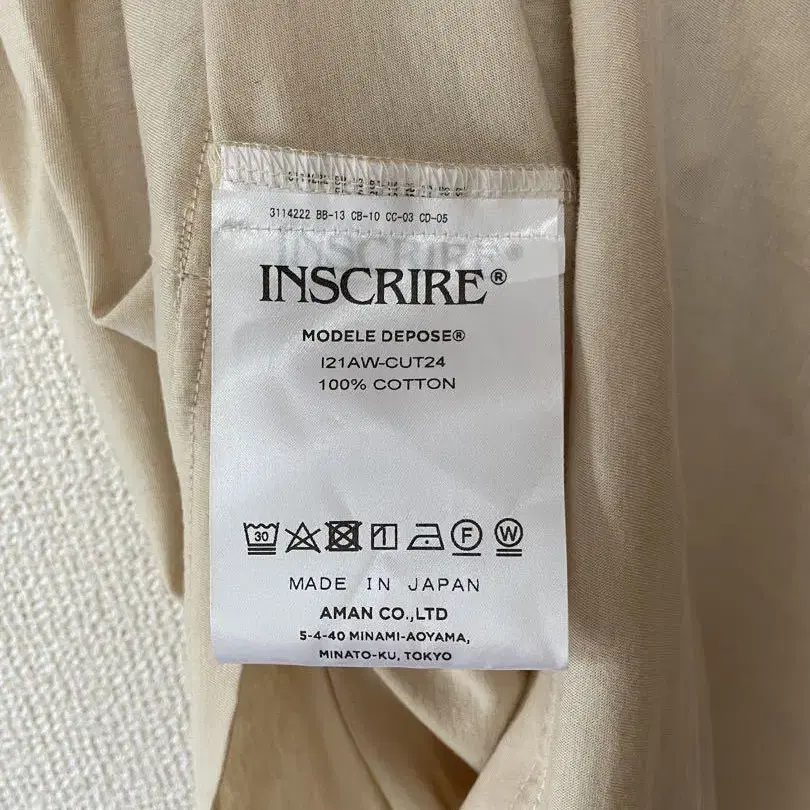 3114222 BB-13 CB-10 CC-03 CD-05
INSCRIRE®
MODELE DEPOSE®
I21AW-CUT24
100% COTTON
30
F
W
MADE IN JAPAN
AMAN CO.,LTD
5-4-40 MINAMI-AOYAMA,
MINATO-KU, TOKYO